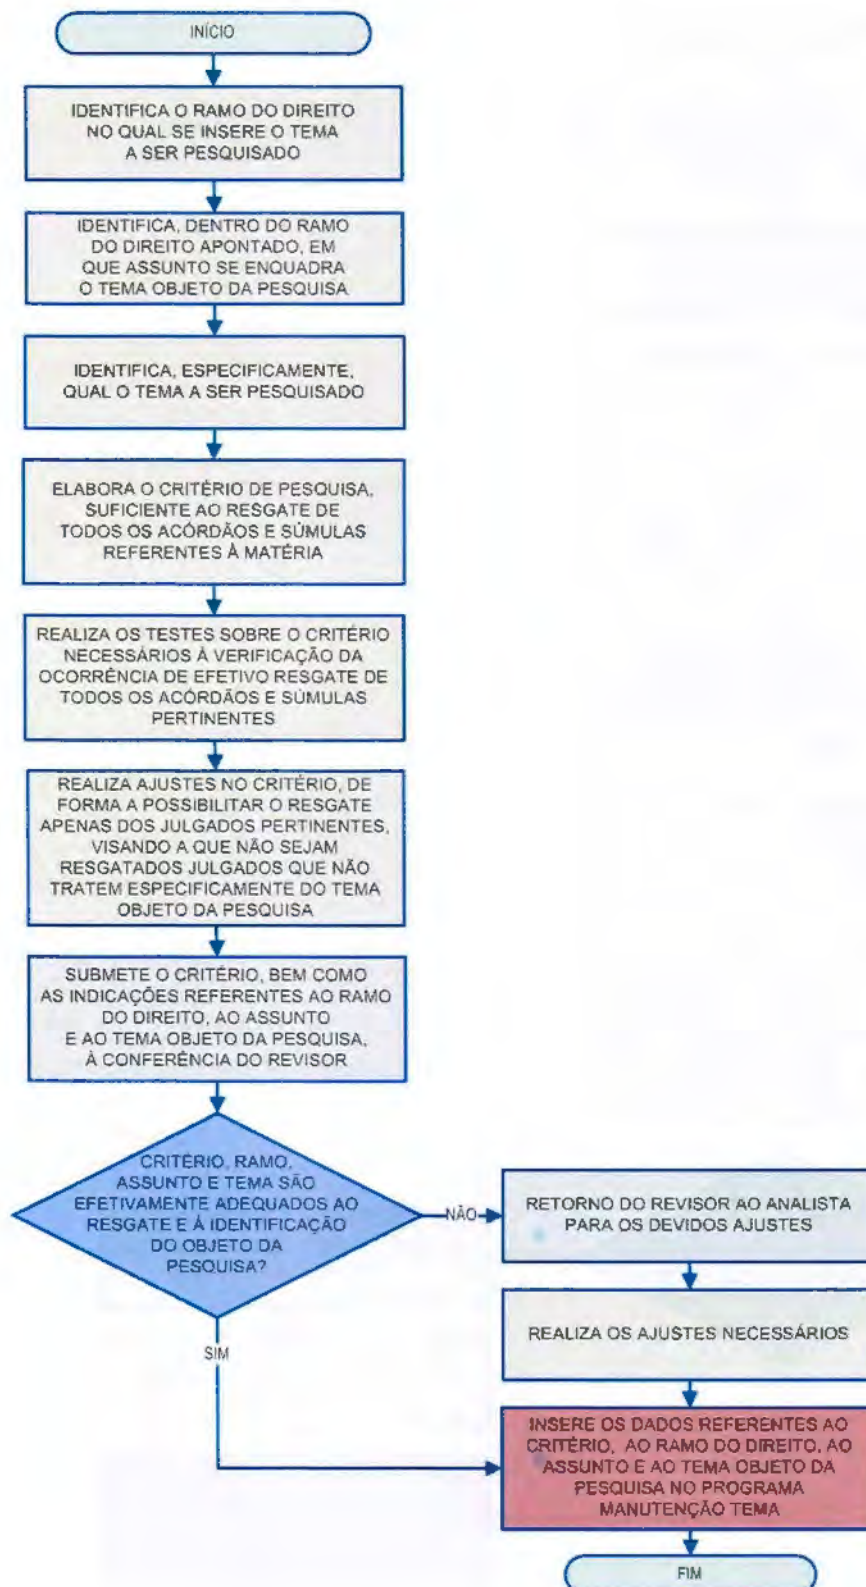 INÍCIO
IDENTIFICA O RAMO DO DIREITO
NO QUAL SE INSERE O TEMA
A SER PESQUISADO
IDENTIFICA, DENTRO DO RAMO
DO DIREITO APONTADO, EM
QUE ASSUNTO SE ENQUADRA
O TEMA OBJETO DA PESQUISA
IDENTIFICA, ESPECIFICAMENTE,
QUAL O TEMA A SER PESQUISADO
ELABORA O CRITÉRIO DE PESQUISA,
SUFICIENTE AO RESGATE DE
TODOS OS ACÓRDÃOS E SÚMULAS
REFERENTES À MATÉRIA
REALIZA OS TESTES SOBRE O CRITÉRIO
NECESSÁRIOS À VERIFICAÇÃO DA
OCORRÊNCIA DE EFETIVO RESGATE DE
TODOS OS ACÓRDÃOS E SÚMULAS
PERTINENTES
REALIZA AJUSTES NO CRITÉRIO, DE
FORMA A POSSIBILITAR O RESGATE
APENAS DOS JULGADOS PERTINENTES,
VISANDO A QUE NÃO SEJAM
RESGATADOS JULGADOS QUE NÃO
TRATEM ESPECIFICAMENTE DO TEMA
OBJETO DA PESQUISA
SUBMETE O CRITÉRIO, BEM COMO
AS INDICAÇÕES REFERENTES AO RAMO
DO DIREITO, AO ASSUNTO
E AO TEMA OBJETO DA PESQUISA,
À CONFERÊNCIA DO REVISOR
CRITÉRIO, RAMO,
ASSUNTO E TEMA SÃO
EFETIVAMENTE ADEQUADOS AO
RESGATE E À IDENTIFICAÇÃO
DO OBJETO DA
PESQUISA?
NÃO
RETORNO DO REVISOR AO ANALISTA
PARA OS DEVIDOS AJUSTES
REALIZA OS AJUSTES NECESSÁRIOS
SIM
INSERE OS DADOS REFERENTES AO
CRITÉRIO, AO RAMO DO DIREITO, AO
ASSUNTO E AO TEMA OBJETO DA
PESQUISA NO PROGRAMA
MANUTENÇÃO TEMA
FIM